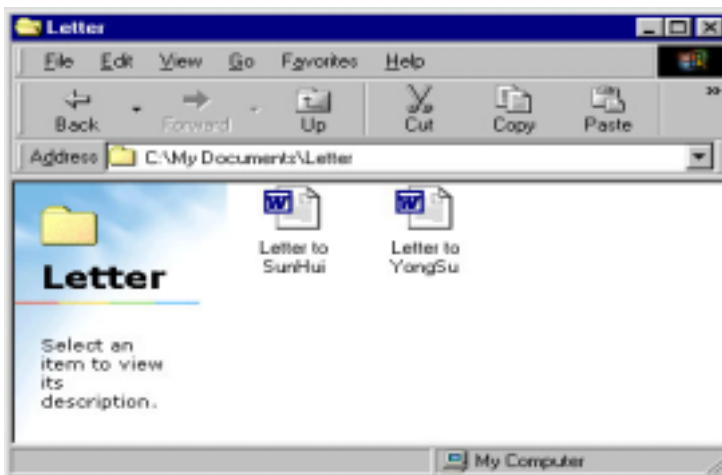 Letter
File Edit View Go Favorites Help
Back Forward Up Cut Copy Paste »
Address C:\My Documents\Letter
Letter to
SunHui
Letter to
YongSu
Letter
Select an
item to view
its
description.
My Computer